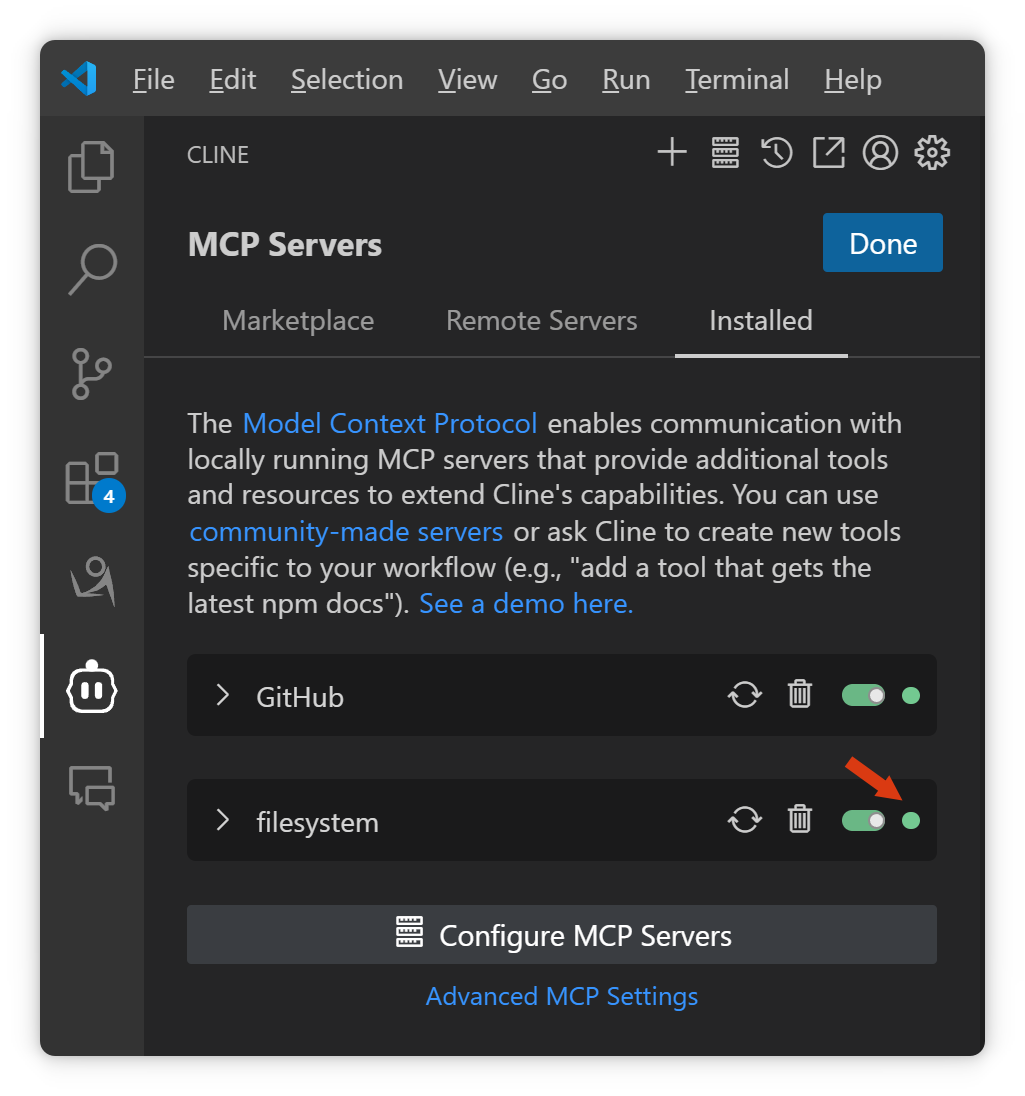 File Edit Selection View Go Run Terminal Help
CLINE
MCP Servers
Done
Marketplace Remote Servers Installed
The Model Context Protocol enables communication with
locally running MCP servers that provide additional tools
and resources to extend Cline's capabilities. You can use
community-made servers or ask Cline to create new tools
specific to your workflow (e.g., "add a tool that gets the
latest npm docs"). See a demo here.
4
GitHub
filesystem
Configure MCP Servers
Advanced MCP Settings